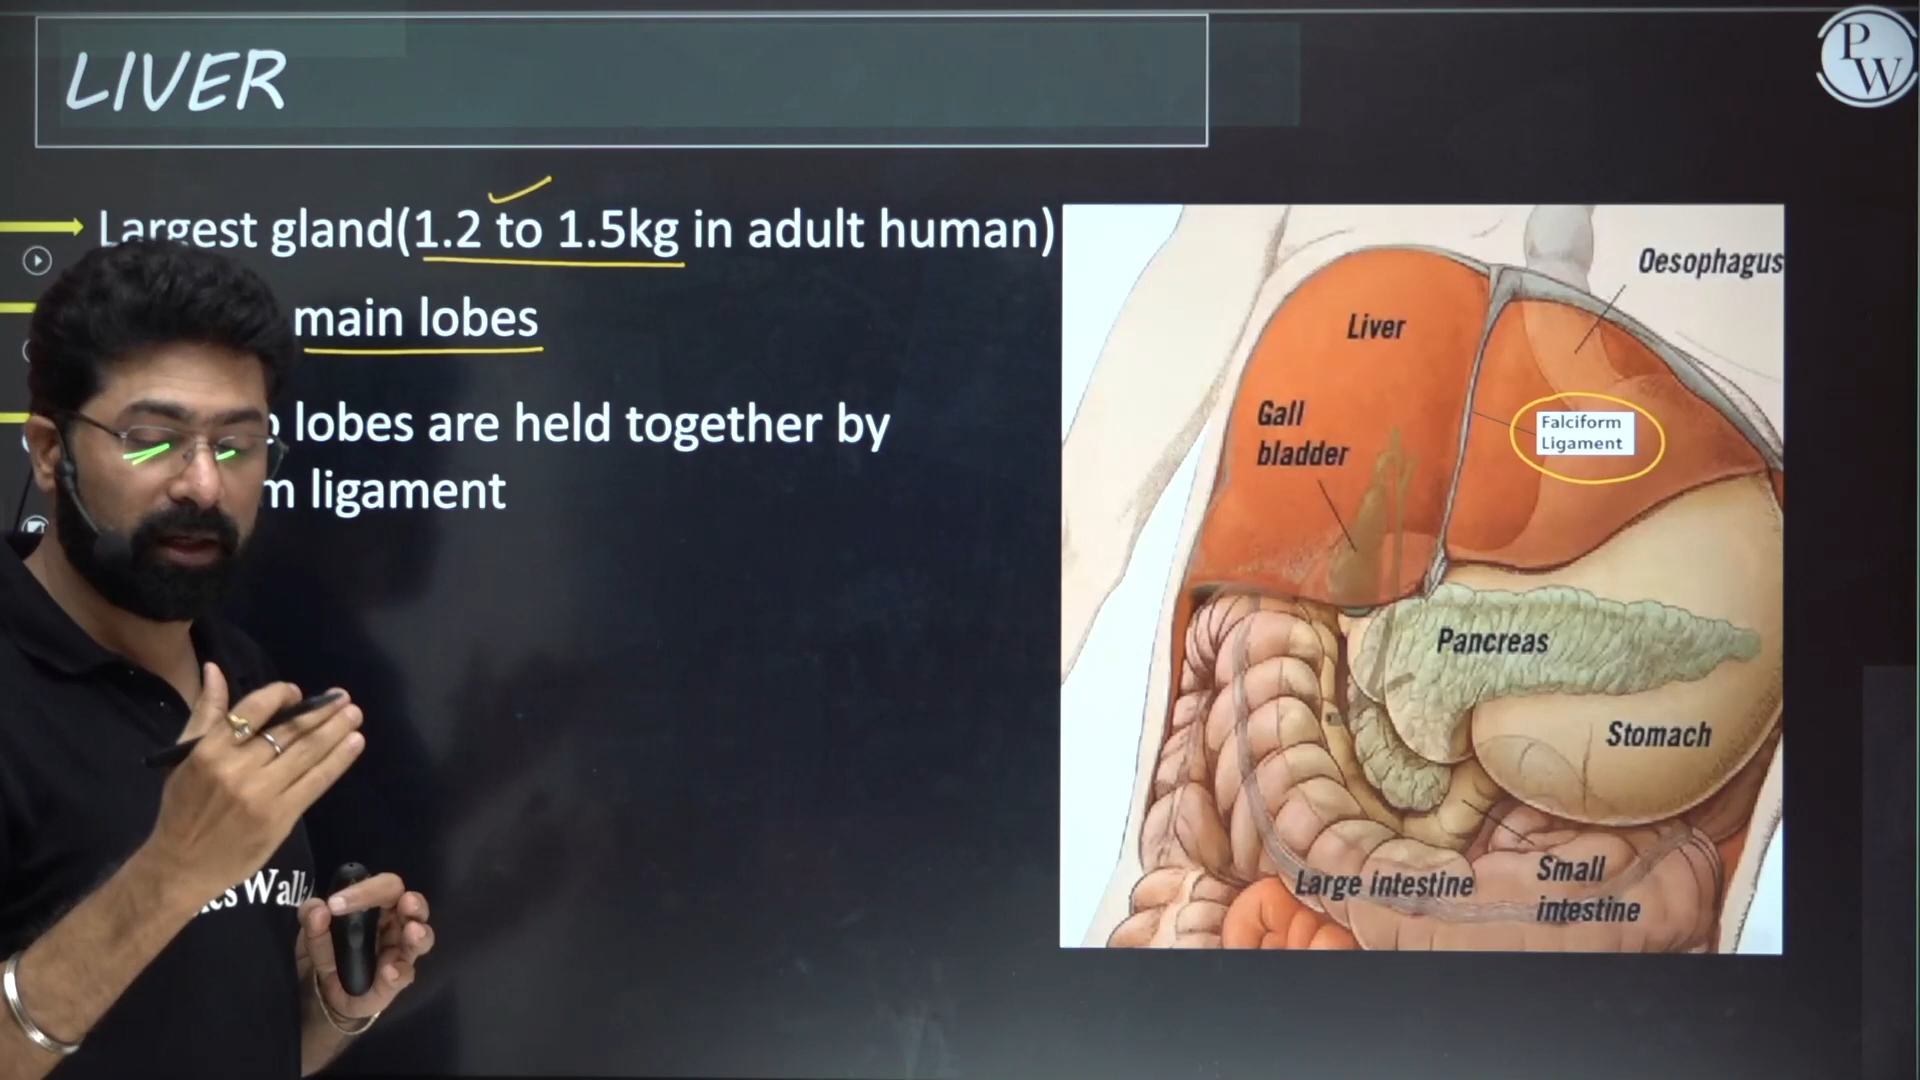 LIVER
P
W
Largest gland(1.2 to 1.5kg in adult human)
main lobes
lobes are held together by
m ligament
Oesophagus
Liver
Gall
bladder
Falciform
Ligament
Pancreas
Stomach
Large intestine
Small
intestine